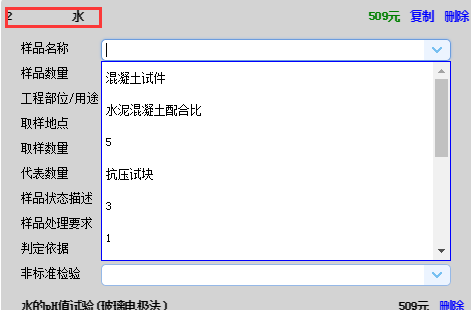 2 水 509元 复制 删除
样品名称
样品数量 混凝土试件
工程部位/用途 水泥混凝土配合比
取样地点
取样数量 5
代表数量 抗压试块
样品状态描述 3
样品处理要求
判定依据 1
非标准检验
水的pH值试验(玻璃电极法) 509元 删除